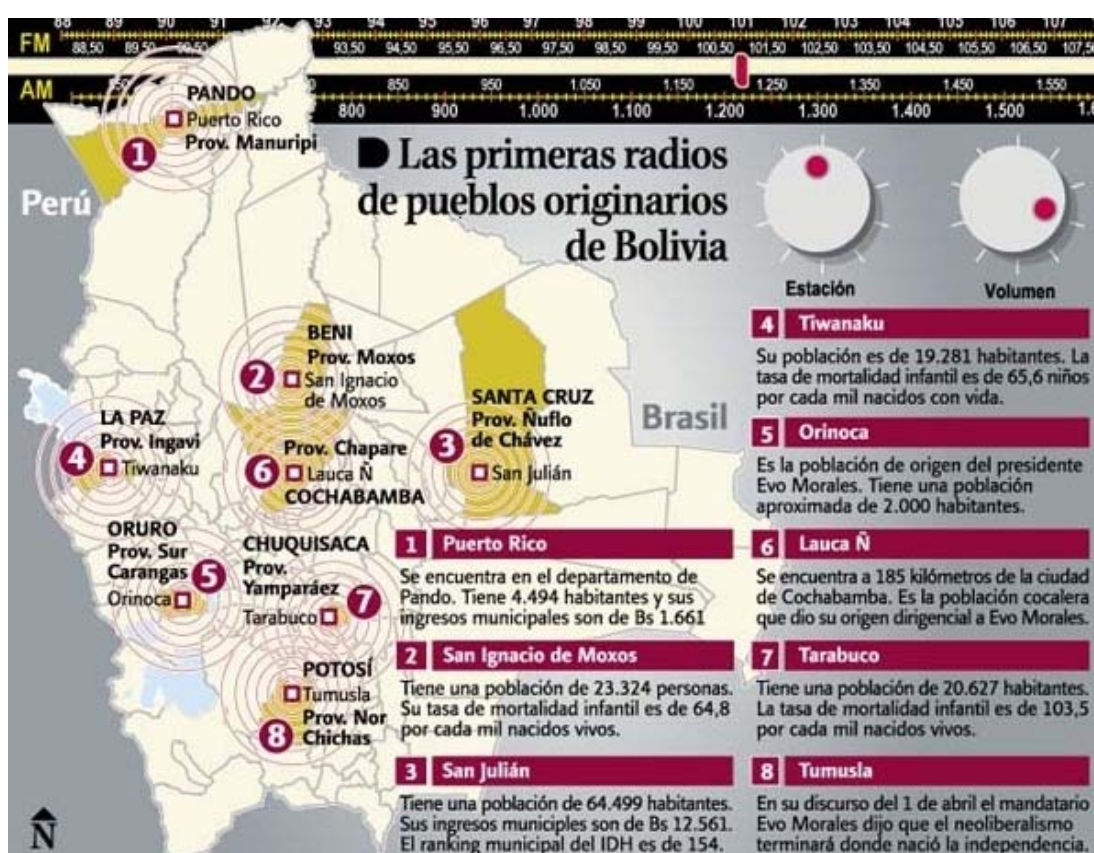 85 90 85 90 91 92 93 94 95 96 97 98 99 100 101 102 103 104 105 106 107
FM 88,50 89,50 90,50 93,50 94,50 95,50 96,50 97,50 98,50 99,50 100,50 101,50 102,50 103,50 104,50 105,50 106,50 107,50
AM 850 950 1.050 1.150 1.250 1.350 1.450 1.550
800 1.000 1.100 1.200 1.300 1.400 1.500
Las primeras radios
de pueblos originarios
de Bolivia
Estación
Volumen
Perú
Brasil
PANDO
Puerto Rico
Prov. Manuripi
1
BENI
Prov. Moxos
2
San Ignacio
de Moxos
SANTA CRUZ
Prov. Ñuflo
de Chávez
3
San Julián
LA PAZ
Prov. Ingavi
4
Tiwanaku
Prov. Chapare
6
Lauca Ñ
COCHABAMBA
ORURO
Prov. Sur
Carangas
5
Orinoca
CHUQUISACA
Prov.
Yamparáez
7
Tarabuco
POTOSÍ
Tumusla
Prov. Nor
Chichas
8
N
1 Puerto Rico
Se encuentra en el departamento de
Pando. Tiene 4.494 habitantes y sus
ingresos municipales son de Bs 1.661
2 San Ignacio de Moxos
Tiene una población de 23.324 personas.
Su tasa de mortalidad infantil es de 64,8
por cada mil nacidos vivos.
3 San Julián
Tiene una población de 64.499 habitantes.
Sus ingresos municiples son de Bs 12.561.
El ranking municipal del IDH es de 154.
4 Tiwanaku
Su población es de 19.281 habitantes. La
tasa de mortalidad infantil es de 65,6 niños
por cada mil nacidos con vida.
5 Orinoca
Es la población de origen del presidente
Evo Morales. Tiene una población
aproximada de 2.000 habitantes.
6 Lauca Ñ
Se encuentra a 185 kilómetros de la ciudad
de Cochabamba. Es la población cocalera
que dio su origen dirigencial a Evo Morales.
7 Tarabuco
Tiene una población de 20.627 habitantes.
La tasa de mortalidad infantil es de 103,5
por cada mil nacidos vivos.
8 Tumusla
En su discurso del 1 de abril el mandatario
Evo Morales dijo que el neoliberalismo
terminará donde nació la independencia.